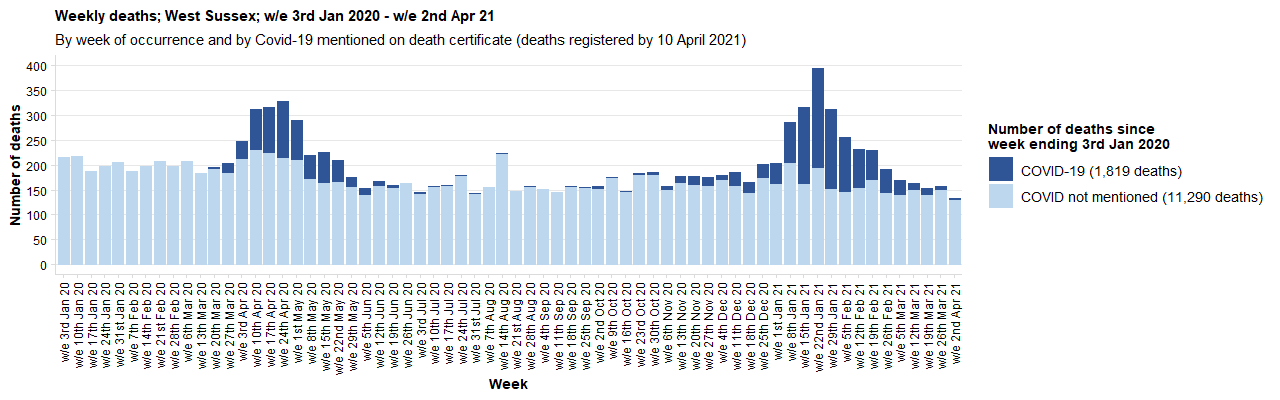 Weekly deaths; West Sussex; w/e 3rd Jan 2020 - w/e 2nd Apr 21
By week of occurrence and by Covid-19 mentioned on death certificate (deaths registered by 10 April 2021)
Number of deaths
400
350
300
250
200
150
100
50
0
w/e 3rd Jan 20
w/e 10th Jan 20
w/e 17th Jan 20
w/e 24th Jan 20
w/e 31st Jan 20
w/e 7th Feb 20
w/e 14th Feb 20
w/e 21st Feb 20
w/e 28th Feb 20
w/e 6th Mar 20
w/e 13th Mar 20
w/e 20th Mar 20
w/e 27th Mar 20
w/e 3rd Apr 20
w/e 10th Apr 20
w/e 17th Apr 20
w/e 24th Apr 20
w/e 1st May 20
w/e 8th May 20
w/e 15th May 20
w/e 22nd May 20
w/e 29th May 20
w/e 5th Jun 20
w/e 12th Jun 20
w/e 19th Jun 20
w/e 26th Jun 20
w/e 3rd Jul 20
w/e 10th Jul 20
w/e 17th Jul 20
w/e 24th Jul 20
w/e 31st Jul 20
w/e 7th Aug 20
w/e 14th Aug 20
w/e 21st Aug 20
w/e 28th Aug 20
w/e 4th Sep 20
w/e 11th Sep 20
w/e 18th Sep 20
w/e 25th Sep 20
w/e 2nd Oct 20
w/e 9th Oct 20
w/e 16th Oct 20
w/e 23rd Oct 20
w/e 30th Oct 20
w/e 6th Nov 20
w/e 13th Nov 20
w/e 20th Nov 20
w/e 27th Nov 20
w/e 4th Dec 20
w/e 11th Dec 20
w/e 18th Dec 20
w/e 25th Dec 20
w/e 1st Jan 21
w/e 8th Jan 21
w/e 15th Jan 21
w/e 22nd Jan 21
w/e 29th Jan 21
w/e 5th Feb 21
w/e 12th Feb 21
w/e 19th Feb 21
w/e 26th Feb 21
w/e 5th Mar 21
w/e 12th Mar 21
w/e 19th Mar 21
w/e 26th Mar 21
w/e 2nd Apr 21
Week
Number of deaths since
week ending 3rd Jan 2020
COVID-19 (1,819 deaths)
COVID not mentioned (11,290 deaths)